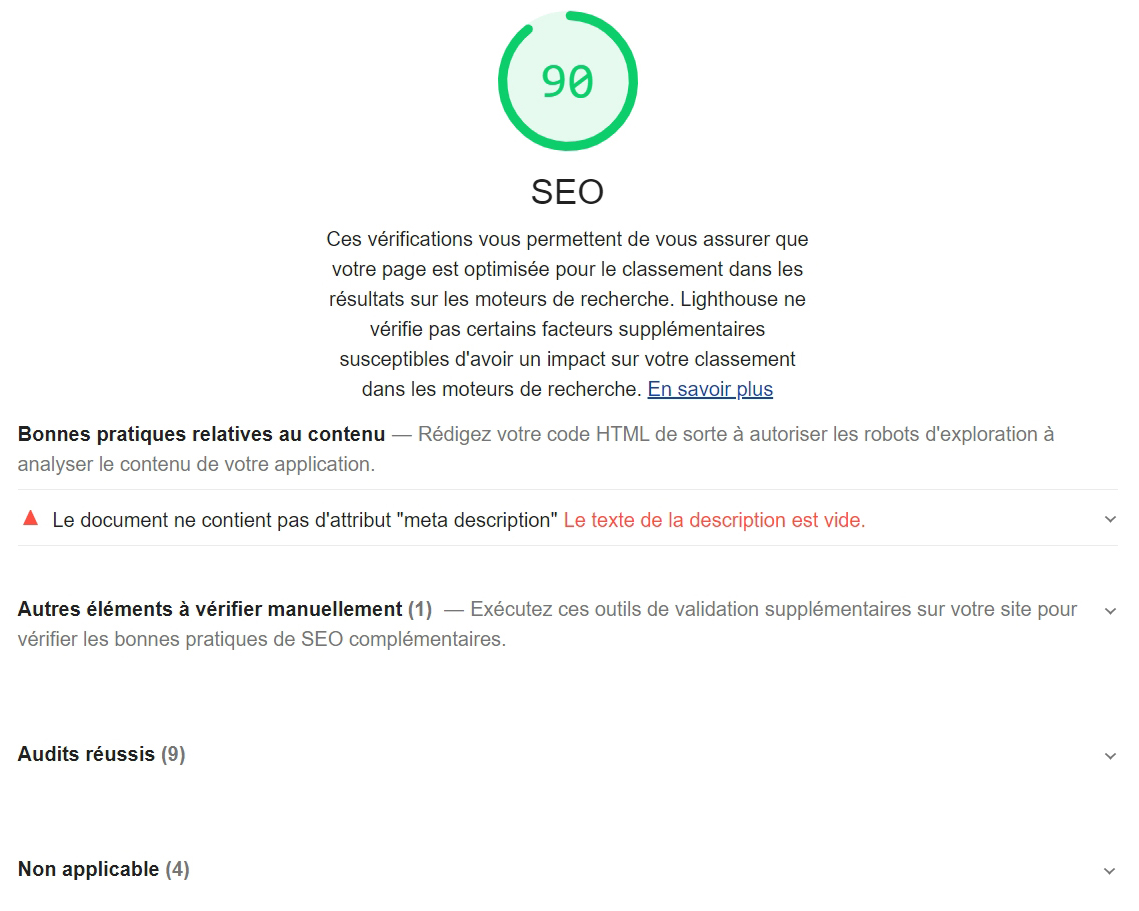 90
SEO
Ces vérifications vous permettent de vous assurer que
votre page est optimisée pour le classement dans les
résultats sur les moteurs de recherche. Lighthouse ne
vérifie pas certains facteurs supplémentaires
susceptibles d'avoir un impact sur votre classement
dans les moteurs de recherche. En savoir plus
Bonnes pratiques relatives au contenu — Rédigez votre code HTML de sorte à autoriser les robots d'exploration à
analyser le contenu de votre application.
Le document ne contient pas d'attribut "meta description" Le texte de la description est vide.
Autres éléments à vérifier manuellement (1) — Exécutez ces outils de validation supplémentaires sur votre site pour
vérifier les bonnes pratiques de SEO complémentaires.
Audits réussis (9)
Non applicable (4)